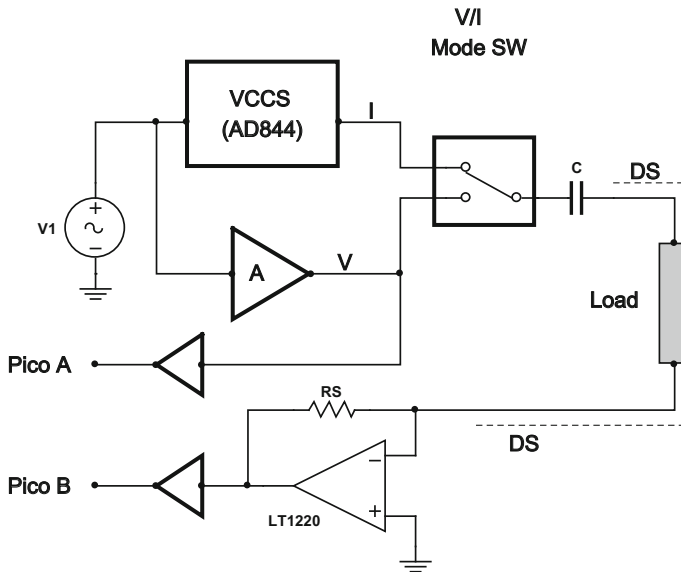 V/I
Mode SW
VCCS
(AD844)
I
C
DS
V1
+
−
A
V
Load
Pico A
RS
DS
Pico B
−
+
LT1220